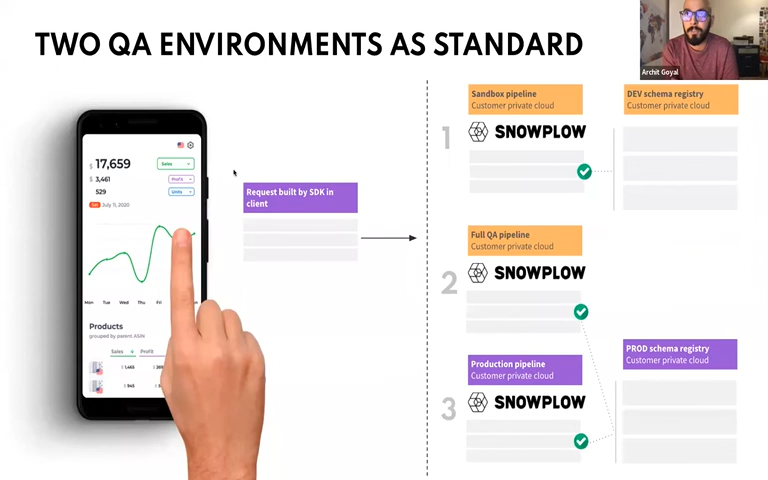 TWO QA ENVIRONMENTS AS STANDARD
Archit Goyal
$ 17,659
Sales
$ 3,461
Profit
529
Units
July 11, 2020
Mon Tue Wed Thu Fri
Products
grouped by parent ASIN
Sales Profit
$ 1,465
$ 945
Request built by SDK in
client
1
Sandbox pipeline
Customer private cloud
SNOWPLOW
DEV schema registry
Customer private cloud
2
Full QA pipeline
Customer private cloud
SNOWPLOW
3
Production pipeline
Customer private cloud
SNOWPLOW
PROD schema registry
Customer private cloud